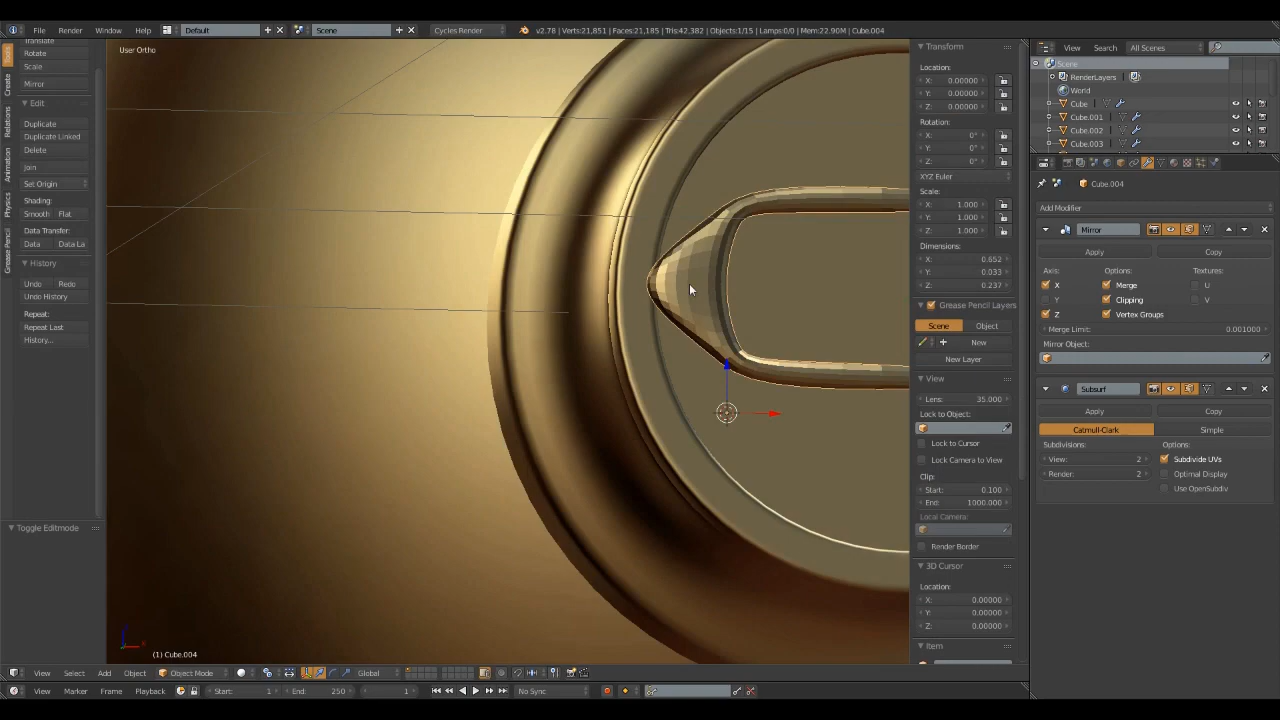 File Render Window Help Default Scene Cycles Render v2.78 | Verts:21,851 | Faces:21,185 | Tris:42,382 | Objects:1/15 | Lamps:0/0 | Mem:22.90M | Cube.004
View Search All Scenes
User Ortho
Translate
Rotate
Scale
Mirror
Edit
Duplicate
Duplicate Linked
Delete
Join
Set Origin
Shading:
Smooth Flat
Data Transfer:
Data Data La
History
Undo Redo
Undo History
Repeat:
Repeat Last
History...
Toggle Editmode
Tools
Create
Relations
Animation
Physics
Grease Pencil
(1) Cube.004
Transform
Location:
X: 0.00000
Y: 0.00000
Z: 0.00000
Rotation:
X: 0°
Y: 0°
Z: 0°
XYZ Euler
Scale:
X: 1.000
Y: 1.000
Z: 1.000
Dimensions:
X: 0.652
Y: 0.033
Z: 0.237
Grease Pencil Layers
Scene Object
New
New Layer
View
Lens: 35.000
Lock to Object:
Lock to Cursor
Lock Camera to View
Clip:
Start: 0.100
End: 1000.000
Local Camera:
Render Border
3D Cursor
Location:
X: 0.00000
Y: 0.00000
Z: 0.00000
Item
Scene
RenderLayers
World
Cube
Cube.001
Cube.002
Cube.003
Cube.004
Add Modifier
Mirror
Apply Copy
Axis: Options: Textures:
X Merge U
Y Clipping V
Z Vertex Groups
Merge Limit: 0.001000
Mirror Object:
Subsurf
Apply Copy
Catmull-Clark Simple
Subdivisions: Options:
View: 2 Subdivide UVs
Render: 2 Optimal Display
Use OpenSubdiv
View Select Add Object Object Mode Global
View Marker Frame Playback Start: 1 End: 250 1 No Sync